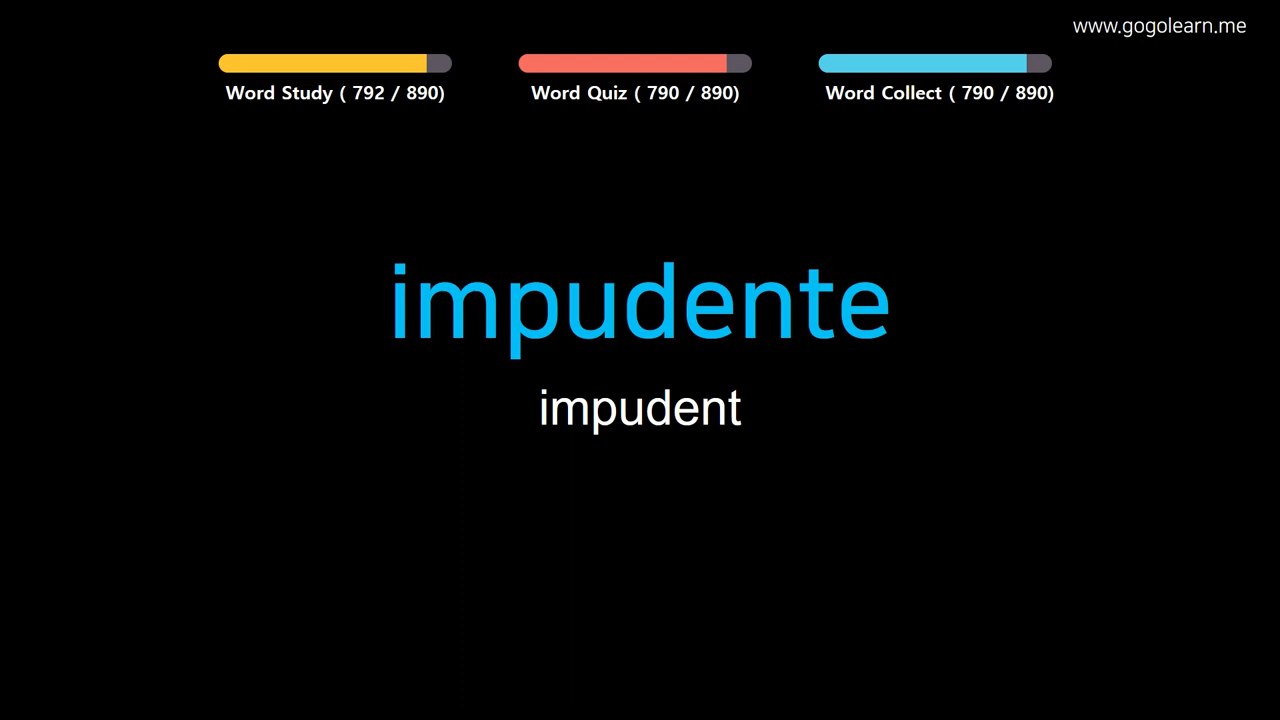 www.gogolearn.me
Word Study ( 792 / 890) Word Quiz ( 790 / 890) Word Collect ( 790 / 890)
impudente
impudent